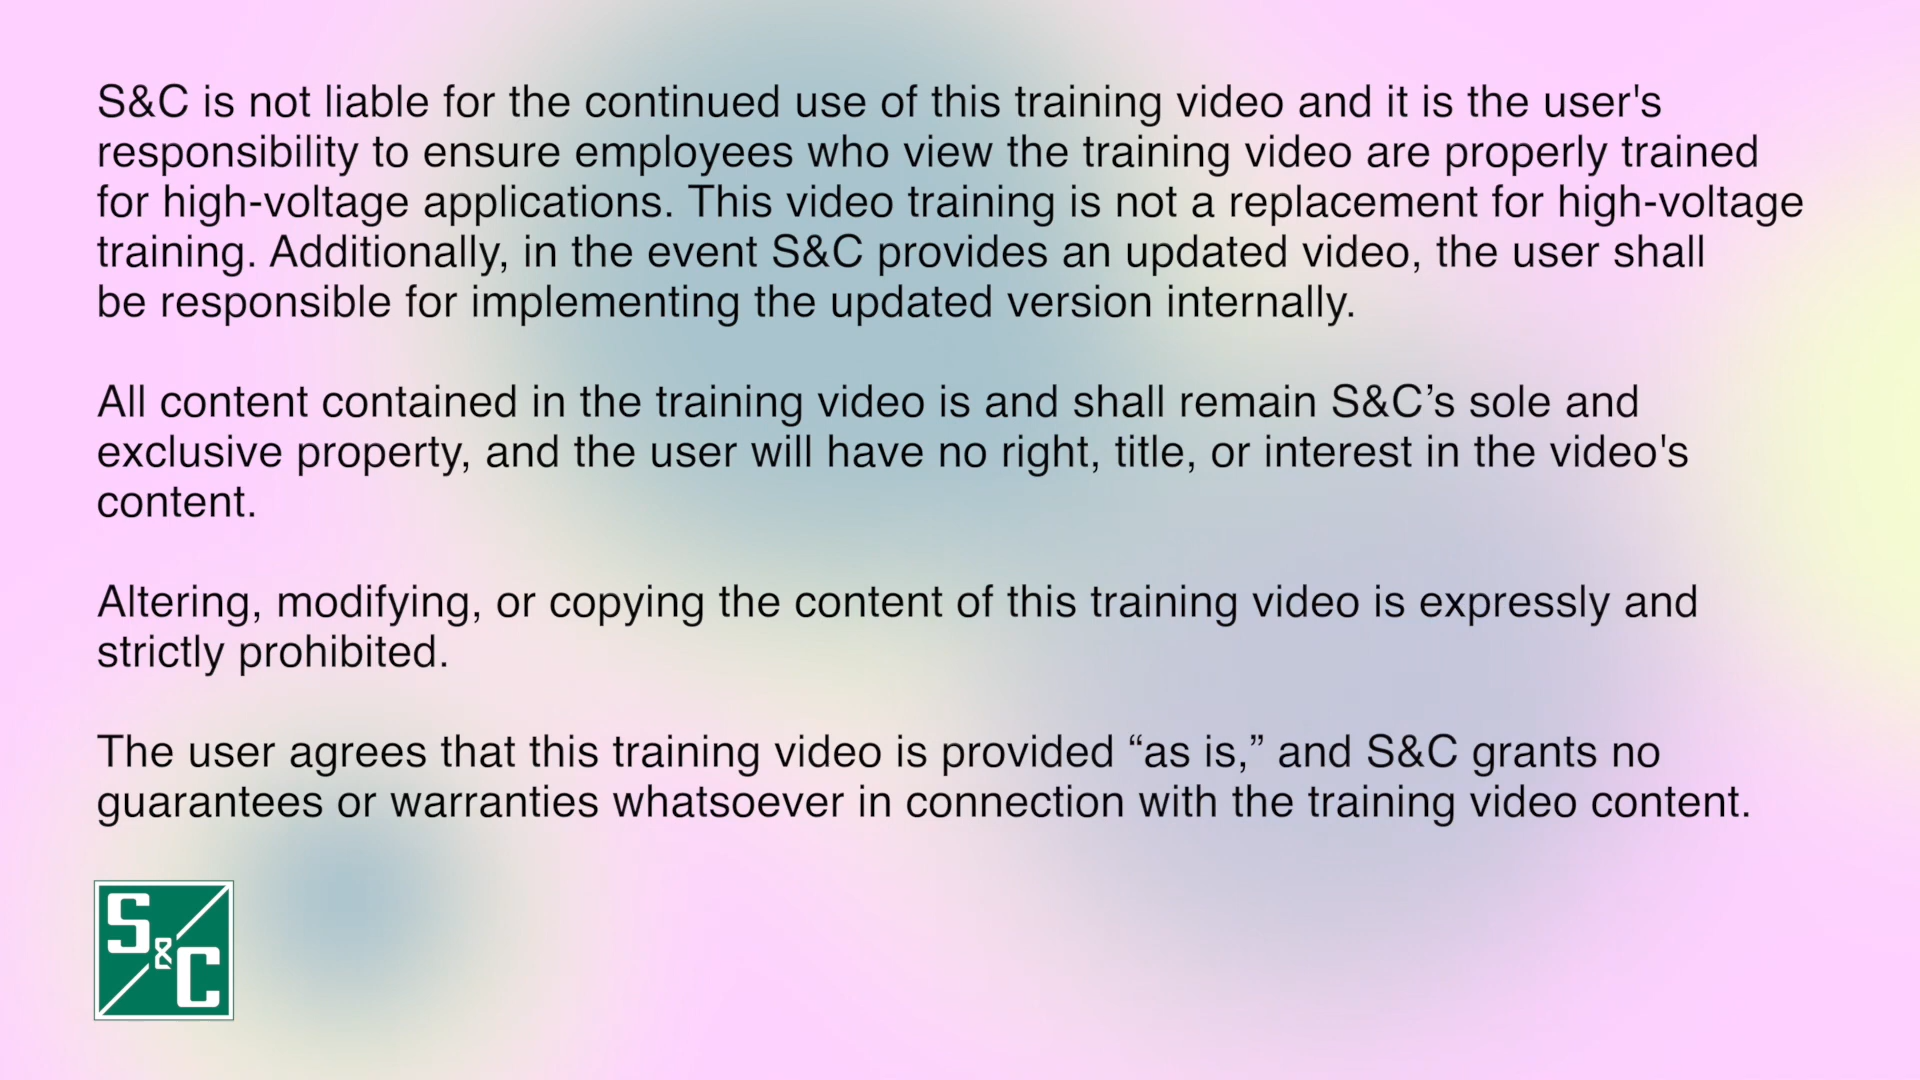 S&C is not liable for the continued use of this training video and it is the user's
responsibility to ensure employees who view the training video are properly trained
for high-voltage applications. This video training is not a replacement for high-voltage
training. Additionally, in the event S&C provides an updated video, the user shall
be responsible for implementing the updated version internally.
All content contained in the training video is and shall remain S&C’s sole and
exclusive property, and the user will have no right, title, or interest in the video's
content.
Altering, modifying, or copying the content of this training video is expressly and
strictly prohibited.
The user agrees that this training video is provided “as is,” and S&C grants no
guarantees or warranties whatsoever in connection with the training video content.
S&C